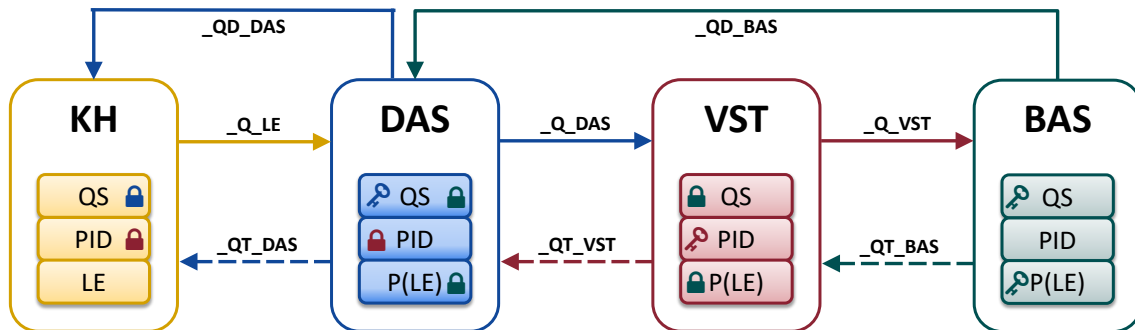 _QD_DAS
_QD_BAS
KH
_Q_LE
DAS
_Q_DAS
VST
_Q_VST
BAS
QS
QS
QS
QS
PID
PID
PID
PID
_QT_DAS
_QT_VST
_QT_BAS
LE
P(LE)
P(LE)
P(LE)